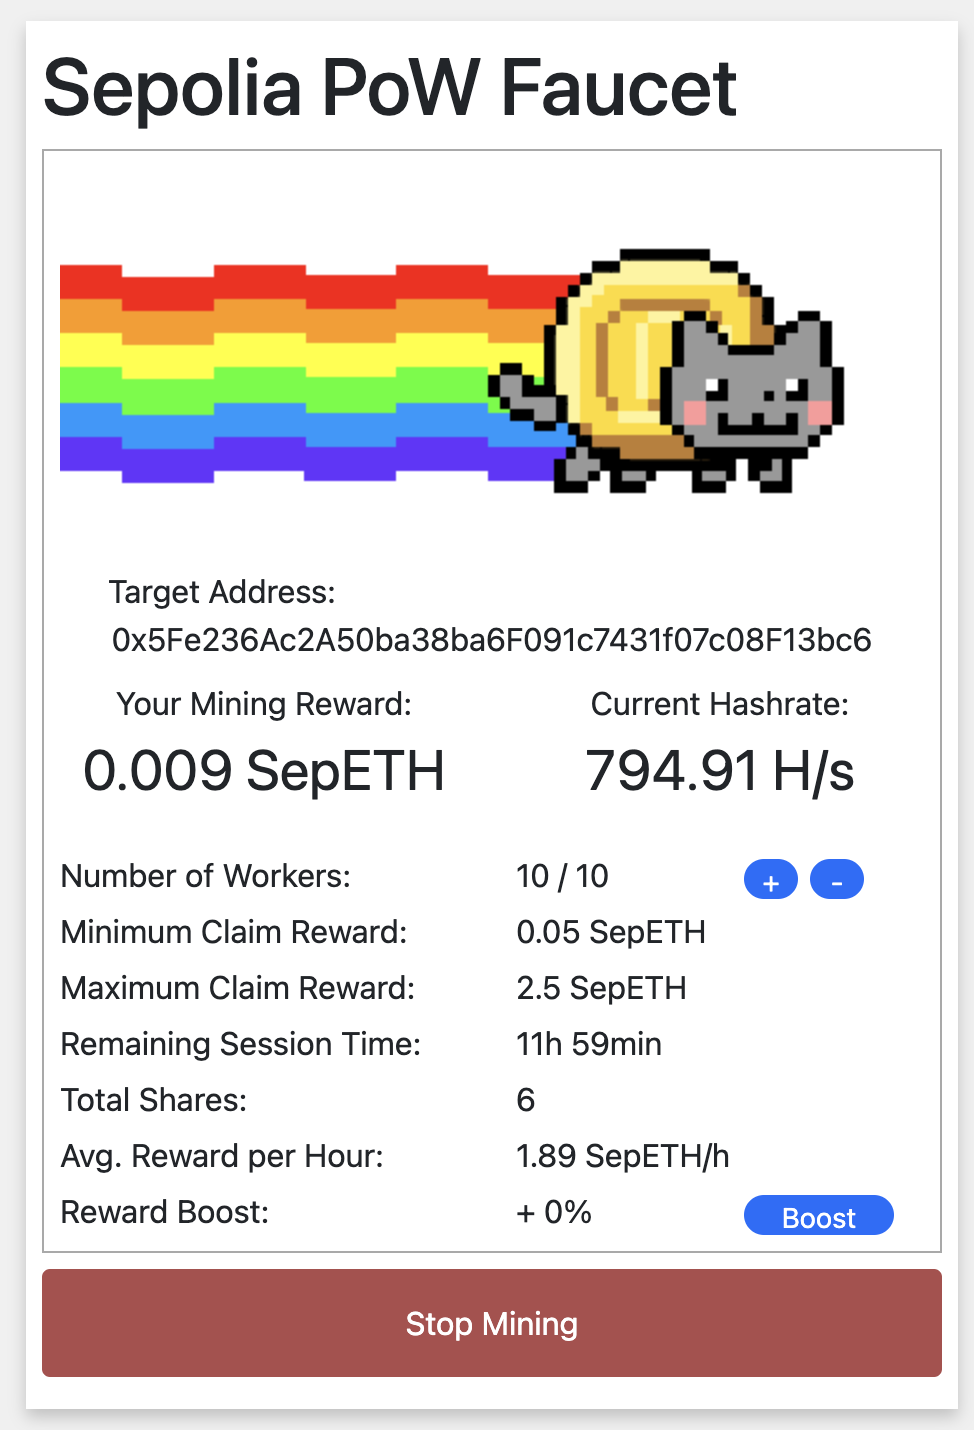 Sepolia PoW Faucet
Target Address:
0x5Fe236Ac2A50ba38ba6F091c7431f07c08F13bc6
Your Mining Reward:
Current Hashrate:
0.009 SepETH
794.91 H/s
Number of Workers: 10 / 10 + -
Minimum Claim Reward: 0.05 SepETH
Maximum Claim Reward: 2.5 SepETH
Remaining Session Time: 11h 59min
Total Shares: 6
Avg. Reward per Hour: 1.89 SepETH/h
Reward Boost: + 0% Boost
Stop Mining